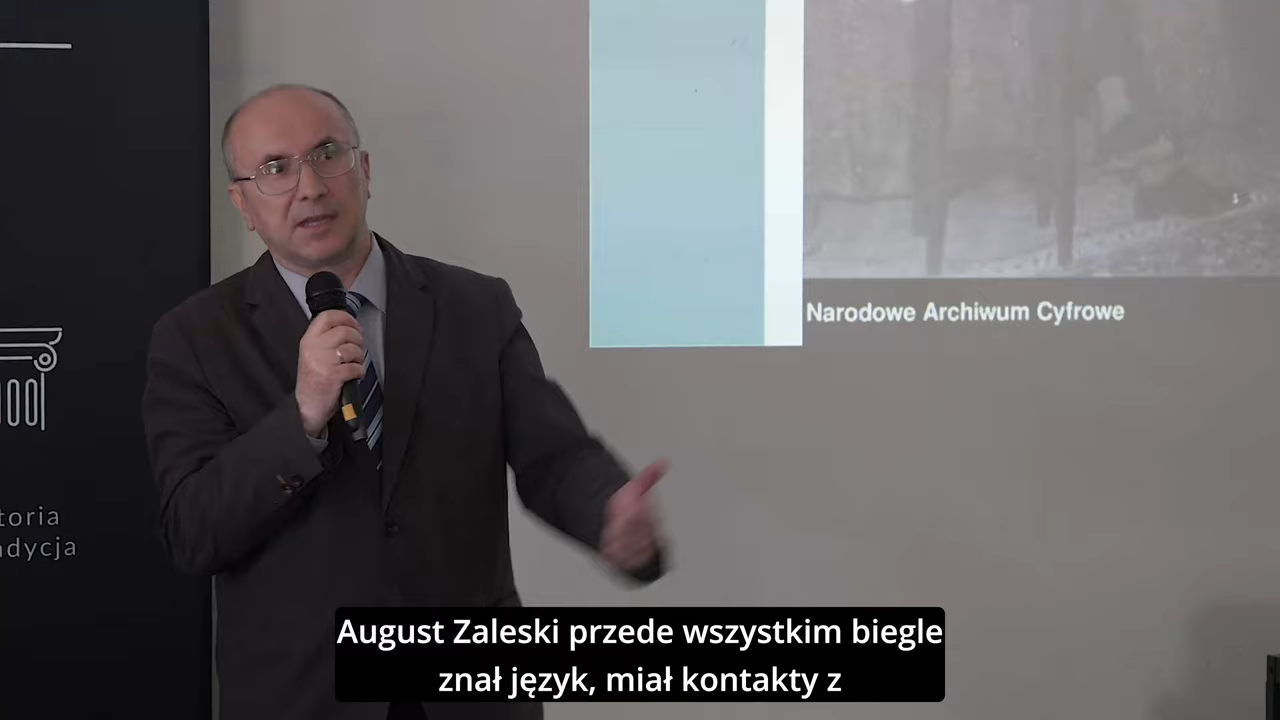 Narodowe Archiwum Cyfrowe
toria
adycja
August Zaleski przede wszystkim biegle
znał język, miał kontakty z